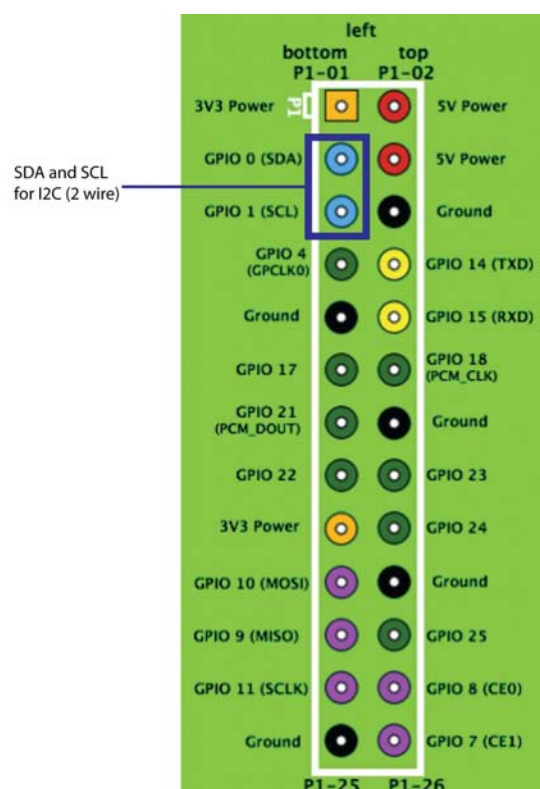 left
bottom top
P1-01 P1-02
3V3 Power P1 5V Power
SDA and SCL
for I2C (2 wire)
GPIO 0 (SDA) 5V Power
GPIO 1 (SCL) Ground
GPIO 4
(GPCLK0)
GPIO 14 (TXD)
Ground GPIO 15 (RXD)
GPIO 17
GPIO 18
(PCM_CLK)
GPIO 21
(PCM_DOUT)
Ground
GPIO 22 GPIO 23
3V3 Power GPIO 24
GPIO 10 (MOSI) Ground
GPIO 9 (MISO) GPIO 25
GPIO 11 (SCLK) GPIO 8 (CE0)
Ground GPIO 7 (CE1)
P1-25 P1-26